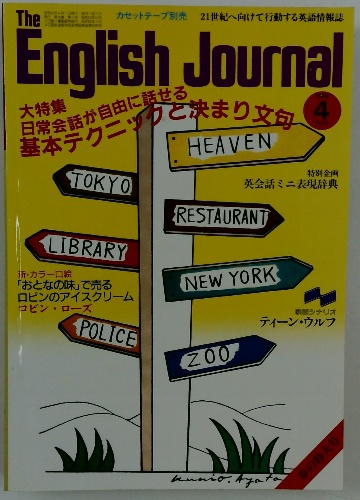 カセットテープ別売
21世紀へ向けて行動する英語情報誌
The
English Journal
4
大特集
日常会話が自由に話せる
基本テクニックと決まり文句
HEAVEN
特別企画
英会話ミニ表現辞典
TOKYO
RESTAURANT
LIBRARY
NEW YORK
新・カラー口絵
「おとなの味」で売る
ロビンのアイスクリーム
ロビン・ローズ
ティーン・ウルフ
POLICE
ZOO
Kunio.Agata